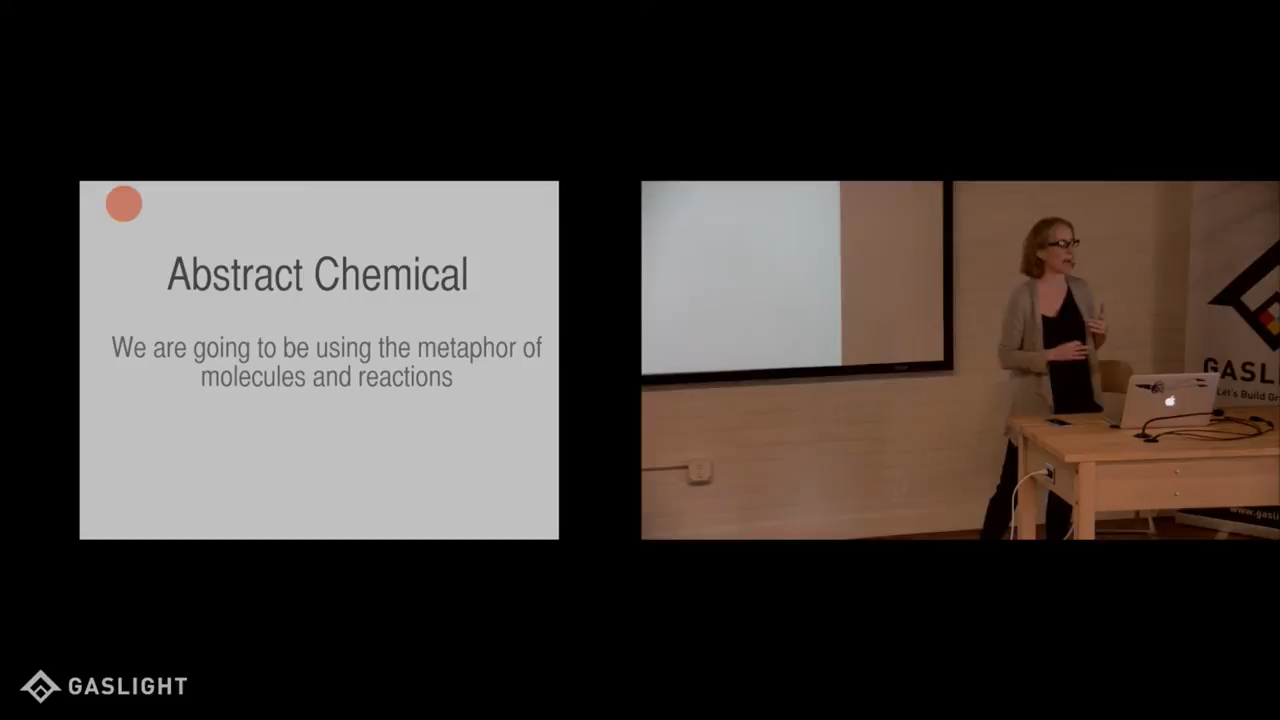 Abstract Chemical
We are going to be using the metaphor of
molecules and reactions
GASL
Let's Build Gr
www.gasli
GASLIGHT